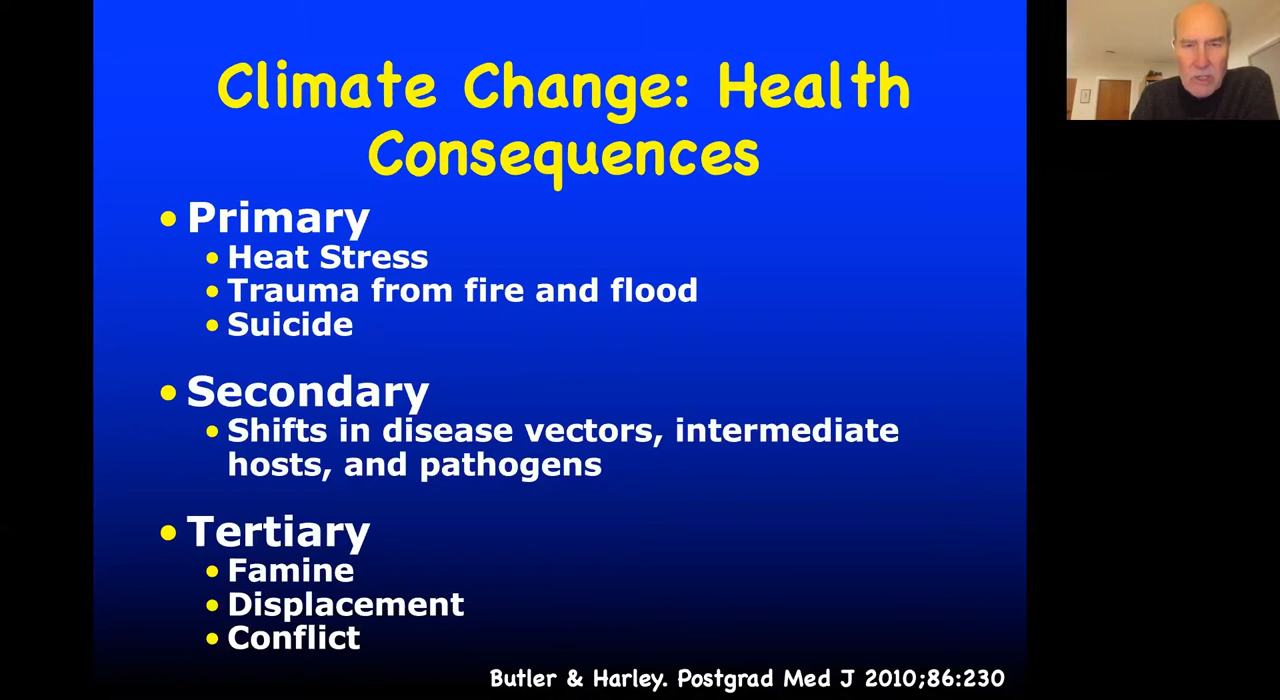 Climate Change: Health
Consequences
• Primary
• Heat Stress
• Trauma from fire and flood
• Suicide
• Secondary
• Shifts in disease vectors, intermediate
hosts, and pathogens
• Tertiary
• Famine
• Displacement
• Conflict
Butler & Harley. Postgrad Med J 2010;86:230